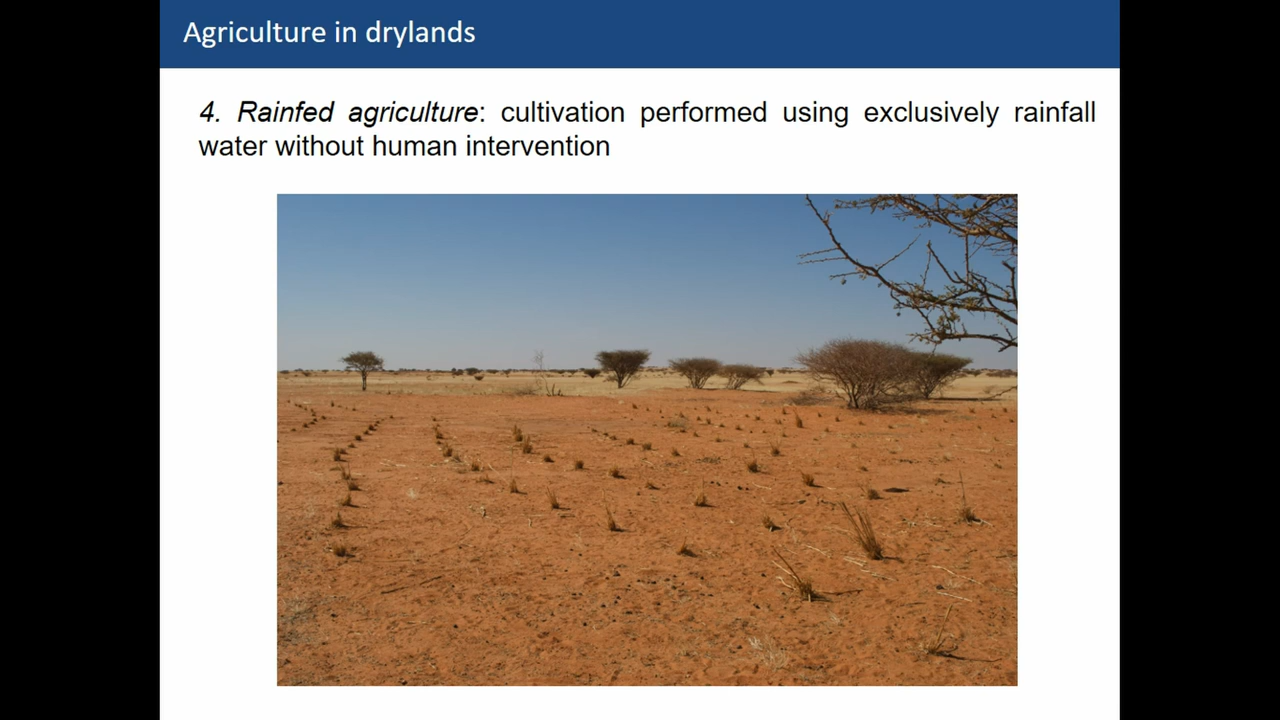 Agriculture in drylands
4. Rainfed agriculture: cultivation performed using exclusively rainfall
water without human intervention